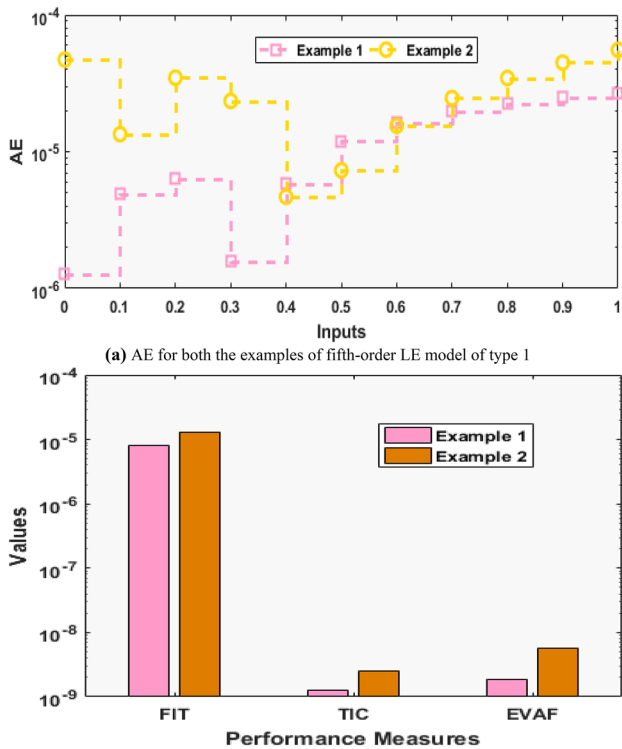 10^-4
Example 1 Example 2
AE
10^-5
10^-6
0 0.1 0.2 0.3 0.4 0.5 0.6 0.7 0.8 0.9 1
Inputs
(a) AE for both the examples of fifth-order LE model of type 1
10^-4
Example 1
Example 2
10^-5
10^-6
Values
10^-7
10^-8
10^-9
FIT TIC EVAF
Performance Measures